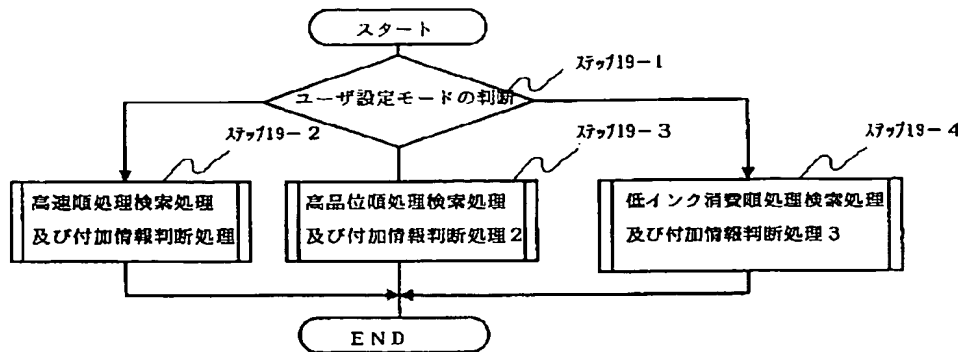 スタート
ステップ19-1
ユーザ設定モードの判断
ステップ19-2
ステップ19-3
ステップ19-4
高速順処理検索処理
及び付加情報判断処理
高品位順処理検索処理
及び付加情報判断処理2
低インク消費順処理検索処理
及び付加情報判断処理3
END